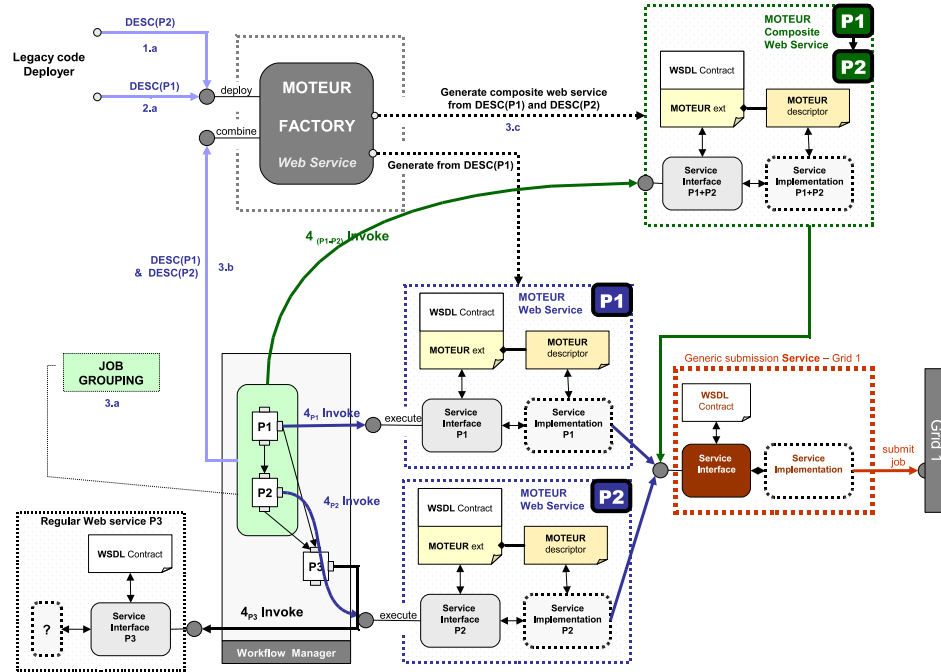 DESC(P2)
1.a
Legacy code
Deployer
DESC(P1)
2.a
deploy
combine
MOTEUR
FACTORY
Web Service
Generate composite web service
from DESC(P1) and DESC(P2)
3.c
Generate from DESC(P1)
MOTEUR
Composite
Web Service
P1
P2
WSDL Contract
MOTEUR ext
MOTEUR
descriptor
Service
Interface
P1+P2
Service
Implementation
P1+P2
4 (P1-P2) Invoke
DESC(P1)
& DESC(P2)
3.b
MOTEUR
Web Service
P1
WSDL Contract
MOTEUR ext
MOTEUR
descriptor
execute
Service
Interface
P1
Service
Implementation
P1
JOB
GROUPING
3.a
P1
P2
P3
4P1 Invoke
4P2 Invoke
4P3 Invoke
Workflow Manager
Generic submission Service – Grid 1
WSDL
Contract
Service
Interface
Service
Implementation
submit
job
Grid 1
MOTEUR
Web Service
P2
WSDL Contract
MOTEUR ext
MOTEUR
descriptor
execute
Service
Interface
P2
Service
Implementation
P2
Regular Web service P3
WSDL Contract
?
Service
Interface
P3